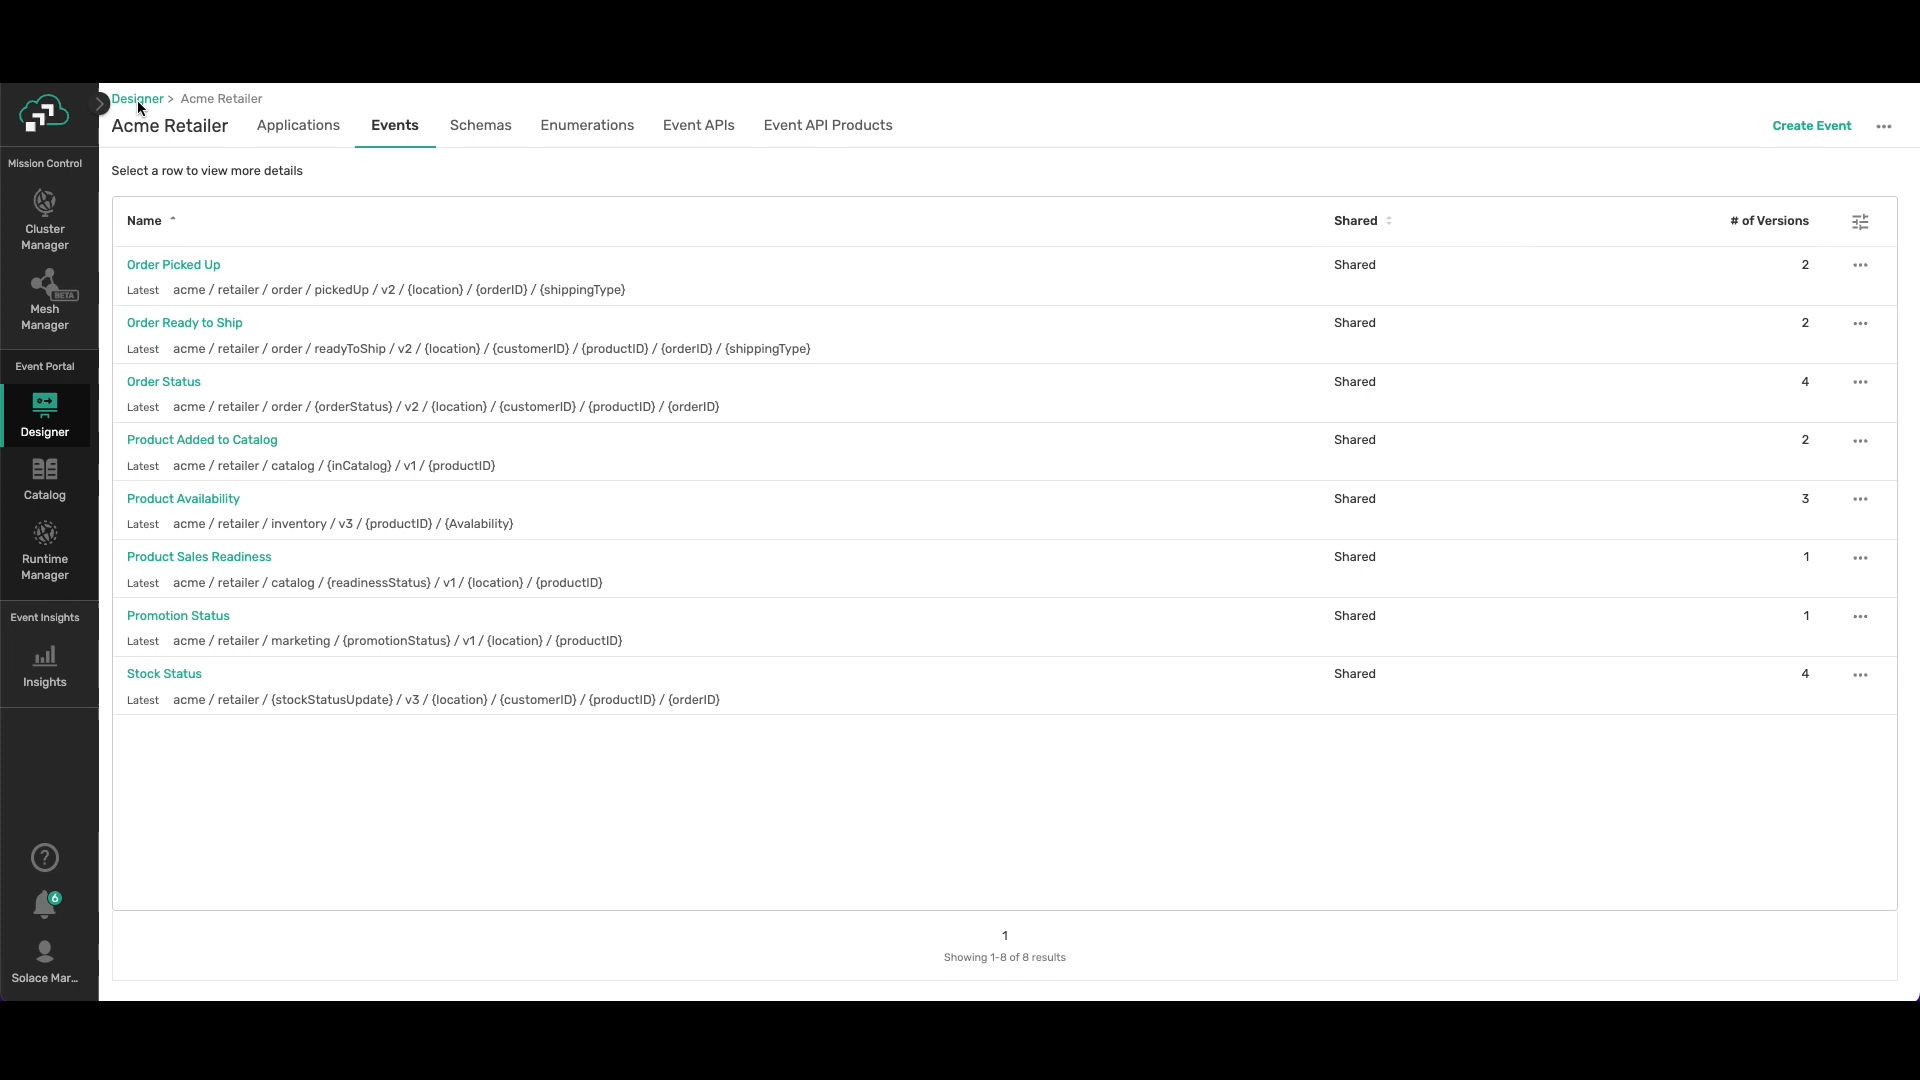 Designer > Acme Retailer
Acme Retailer Applications Events Schemas Enumerations Event APIs Event API Products Create Event
Mission Control
Cluster
Manager
BETA
Mesh
Manager
Event Portal
Designer
Catalog
Runtime
Manager
Event Insights
Insights
?
6
Solace Mar...
Select a row to view more details
Name Shared # of Versions
Order Picked Up Shared 2
Latest acme / retailer / order / pickedUp / v2 / {location} / {orderID} / {shippingType}
Order Ready to Ship Shared 2
Latest acme / retailer / order / readyToShip / v2 / {location} / {customerID} / {productID} / {orderID} / {shippingType}
Order Status Shared 4
Latest acme / retailer / order / {orderStatus} / v2 / {location} / {customerID} / {productID} / {orderID}
Product Added to Catalog Shared 2
Latest acme / retailer / catalog / {inCatalog} / v1 / {productID}
Product Availability Shared 3
Latest acme / retailer / inventory / v3 / {productID} / {Avalability}
Product Sales Readiness Shared 1
Latest acme / retailer / catalog / {readinessStatus} / v1 / {location} / {productID}
Promotion Status Shared 1
Latest acme / retailer / marketing / {promotionStatus} / v1 / {location} / {productID}
Stock Status Shared 4
Latest acme / retailer / {stockStatusUpdate} / v3 / {location} / {customerID} / {productID} / {orderID}
1
Showing 1-8 of 8 results